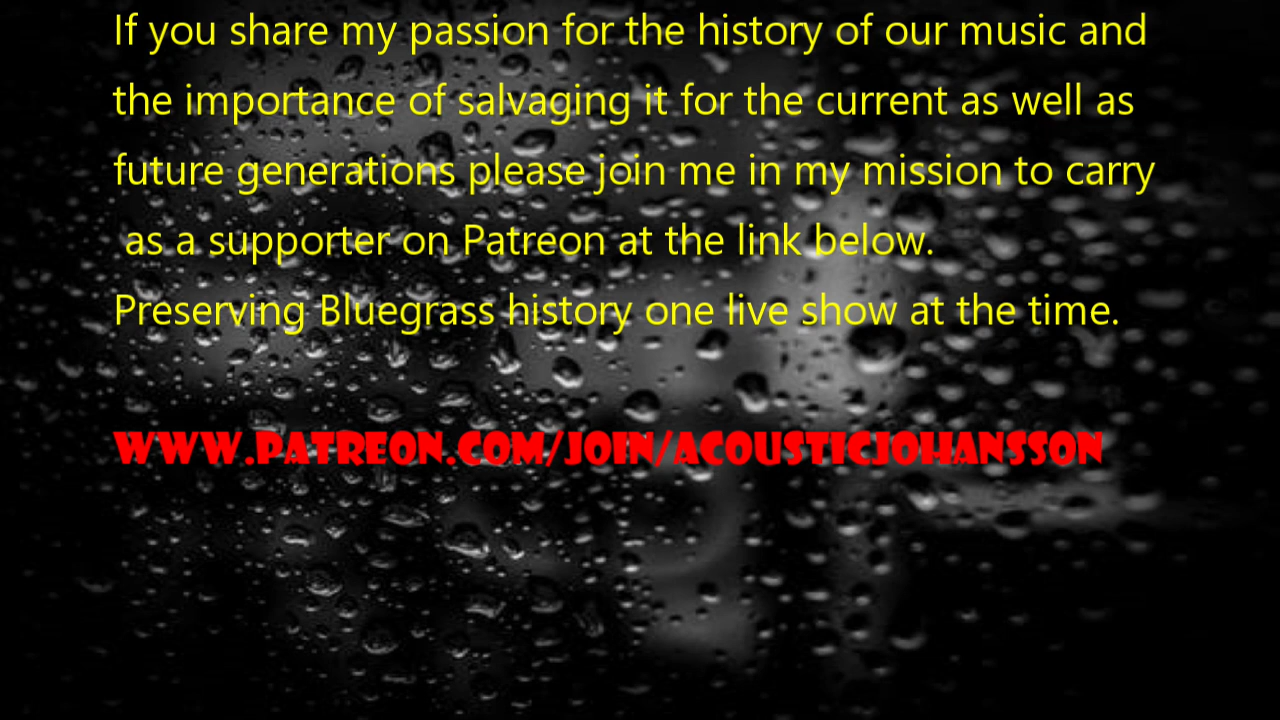 If you share my passion for the history of our music and
the importance of salvaging it for the current as well as
future generations please join me in my mission to carry
as a supporter on Patreon at the link below.
Preserving Bluegrass history one live show at the time.
WWW.PATREON.COM/JOIN/ACOUSTICJOHANSSON